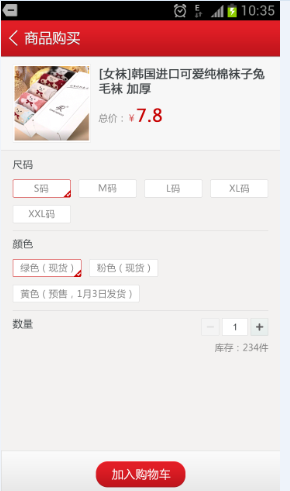 10:35
商品购买
[女袜]韩国进口可爱纯棉袜子兔
毛袜 加厚
总价：￥7.8
尺码
S码 M码 L码 XL码
XXL码
颜色
绿色（现货） 粉色（现货）
黄色（预售，1月3日发货）
数量 － 1 ＋
库存：234件
加入购物车